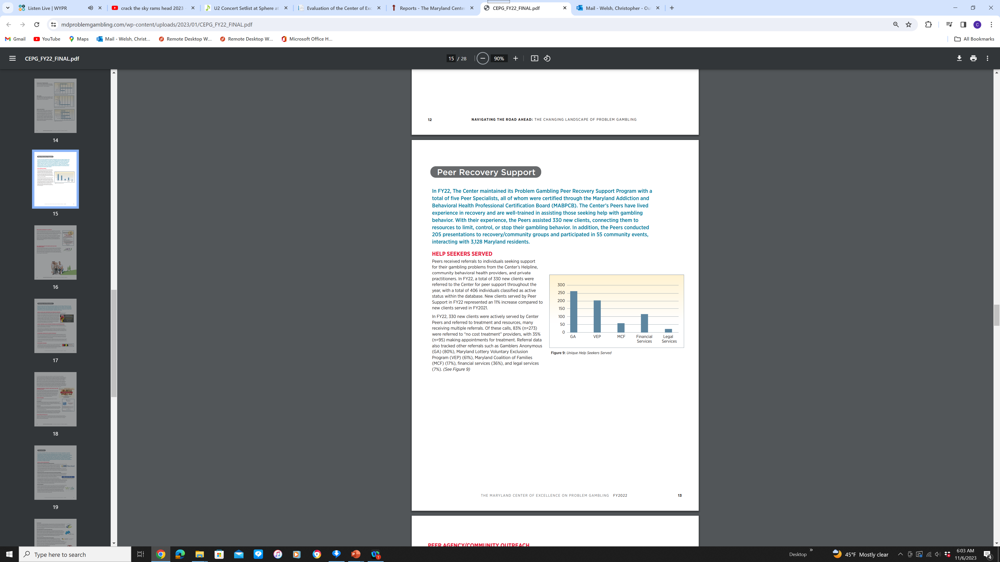 Listen Live | WYPR
crack the sky rams head 2023 -
U2 Concert Setlist at Sphere at
Evaluation of the Center of Exc
Reports - The Maryland Center
CEPG_FY22_FINAL.pdf
Mail - Welsh, Christopher - Ou
mdproblemgambling.com/wp-content/uploads/2023/01/CEPG_FY22_FINAL.pdf
C
Gmail
YouTube
Maps
Mail - Welsh, Christ...
Remote Desktop W...
Remote Desktop W...
Microsoft Office H...
All Bookmarks
CEPG_FY22_FINAL.pdf
15 / 28
90%
14
15
16
17
18
19
12 NAVIGATING THE ROAD AHEAD: THE CHANGING LANDSCAPE OF PROBLEM GAMBLING
Peer Recovery Support
In FY22, The Center maintained its Problem Gambling Peer Recovery Support Program with a
total of five Peer Specialists, all of whom were certified through the Maryland Addiction and
Behavioral Health Professional Certification Board (MABPCB). The Center's Peers have lived
experience in recovery and are well-trained in assisting those seeking help with gambling
behavior. With their experience, the Peers assisted 330 new clients, connecting them to
resources to limit, control, or stop their gambling behavior. In addition, the Peers conducted
205 presentations to recovery/community groups and participated in 55 community events,
interacting with 3,128 Maryland residents.
HELP SEEKERS SERVED
Peers received referrals to individuals seeking support
for their gambling problems from the Center's Helpline,
community behavioral health providers, and private
practitioners. In FY22, a total of 330 new clients were
referred to the Center for peer support throughout the
year, with a total of 406 individuals classified as active
status within the database. New clients served by Peer
Support in FY22 represented an 11% increase compared to
new clients served in FY2021.
In FY22, 330 new clients were actively served by Center
Peers and referred to treatment and resources, many
receiving multiple referrals. Of these calls, 83% (n=273)
were referred to "no cost treatment" providers, with 35%
(n=95) making appointments for treatment. Referral data
also tracked other referrals such as Gamblers Anonymous
(GA) (80%), Maryland Lottery Voluntary Exclusion
Program (VEP) (61%), Maryland Coalition of Families
(MCF) (17%), financial services (36%), and legal services
(7%). (See Figure 9)
300
250
200
150
100
50
0
GA VEP MCF Financial Legal
Services Services
Figure 9: Unique Help Seekers Served
THE MARYLAND CENTER OF EXCELLENCE ON PROBLEM GAMBLING FY2022 13
PEER AGENCY/COMMUNITY OUTREACH
Type here to search
Desktop
45°F Mostly clear
6:03 AM
11/6/2023
4